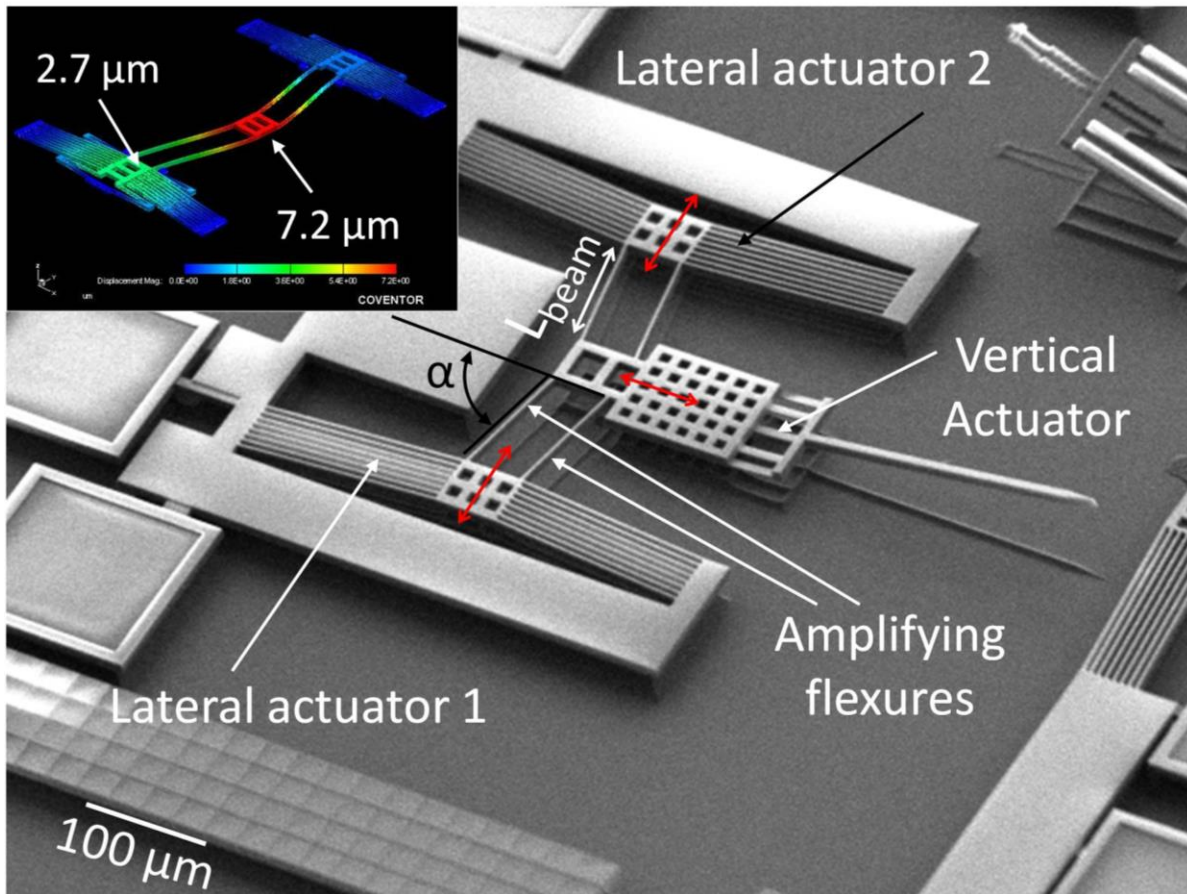 2.7 µm
7.2 µm
Displacement Mag.: 0.0E+00 1.8E+00 3.6E+00 5.4E+00 7.2E+00
um
COVENTOR
Lateral actuator 2
L beam
α
Vertical
Actuator
Amplifying
flexures
Lateral actuator 1
100 µm